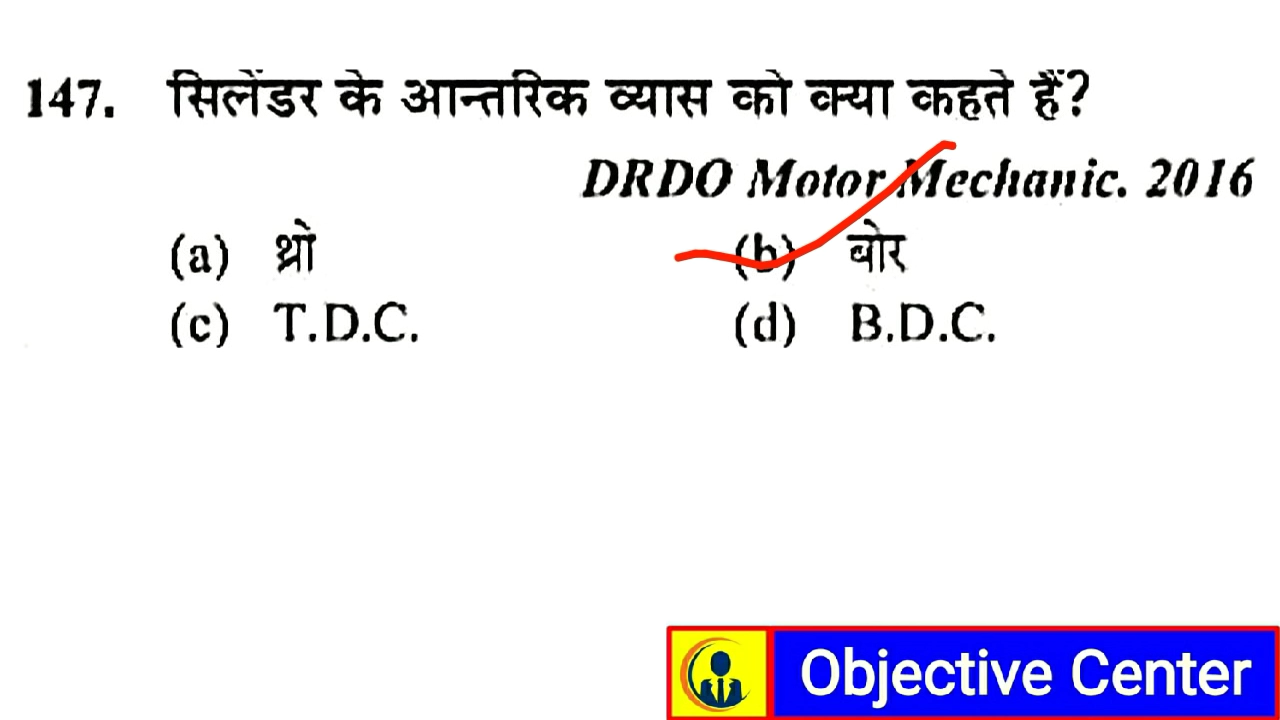 147. सिलेंडर के आन्तरिक व्यास को क्या कहते हैं?
DRDO Motor Mechanic. 2016
(a) थ्रो (b) बोर
(c) T.D.C. (d) B.D.C.
Objective Center